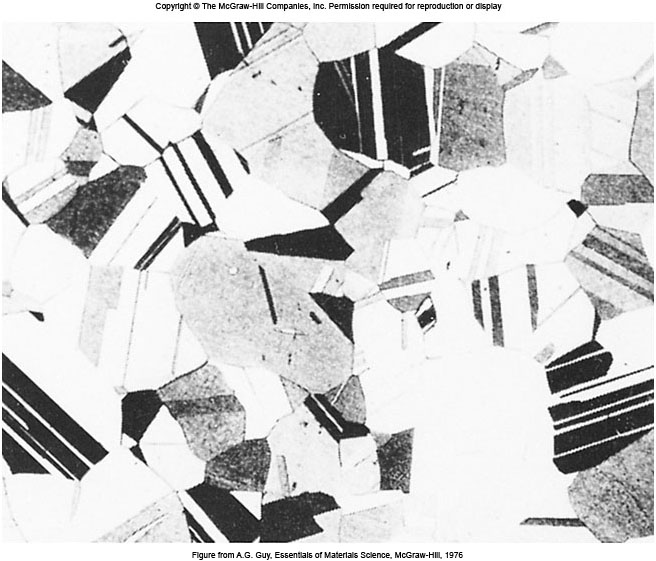 Copyright © The McGraw-Hill Companies, Inc. Permission required for reproduction or display
Figure from A.G. Guy, Essentials of Materials Science, McGraw-Hill, 1976